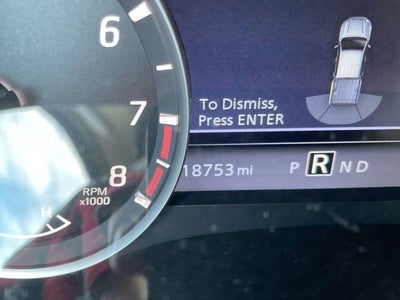 6
To Dismiss,
Press ENTER
7
18753 mi P R N D
8
RPM
x1000
H